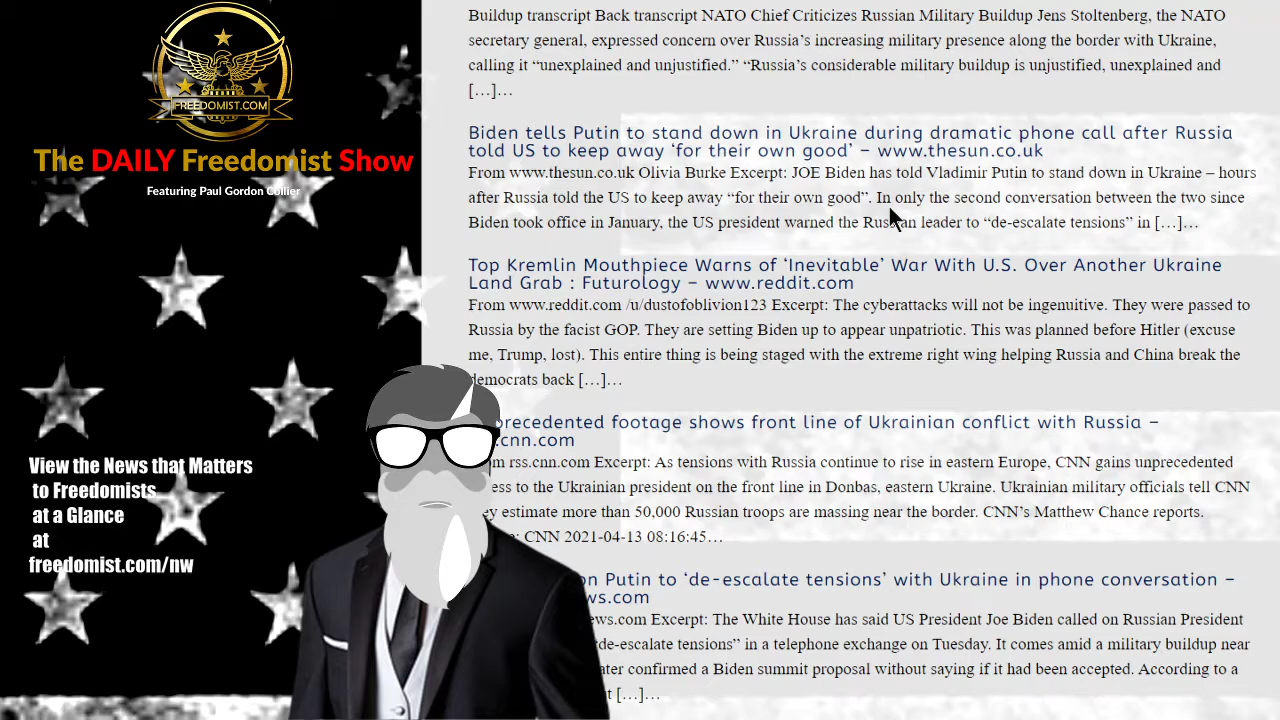 FREEDOMIST.COM
The DAILY Freedomist Show
Featuring Paul Gordon Collier
View the News that Matters
to Freedomists
at a Glance
at
freedomist.com/nw
Buildup transcript Back transcript NATO Chief Criticizes Russian Military Buildup Jens Stoltenberg, the NATO
secretary general, expressed concern over Russia’s increasing military presence along the border with Ukraine,
calling it “unexplained and unjustified.” “Russia’s considerable military buildup is unjustified, unexplained and
[…]…
Biden tells Putin to stand down in Ukraine during dramatic phone call after Russia
told US to keep away ‘for their own good’ – www.thesun.co.uk
From www.thesun.co.uk Olivia Burke Excerpt: JOE Biden has told Vladimir Putin to stand down in Ukraine – hours
after Russia told the US to keep away “for their own good”. In only the second conversation between the two since
Biden took office in January, the US president warned the Russian leader to “de-escalate tensions” in […]…
Top Kremlin Mouthpiece Warns of ‘Inevitable’ War With U.S. Over Another Ukraine
Land Grab : Futurology – www.reddit.com
From www.reddit.com /u/dustofoblivion123 Excerpt: The cyberattacks will not be ingenuitive. They were passed to
Russia by the facist GOP. They are setting Biden up to appear unpatriotic. This was planned before Hitler (excuse
me, Trump, lost). This entire thing is being staged with the extreme right wing helping Russia and China break the
democrats back […]…
precedented footage shows front line of Ukrainian conflict with Russia –
.cnn.com
rss.cnn.com Excerpt: As tensions with Russia continue to rise in eastern Europe, CNN gains unprecedented
ess to the Ukrainian president on the front line in Donbas, eastern Ukraine. Ukrainian military officials tell CNN
ey estimate more than 50,000 Russian troops are massing near the border. CNN’s Matthew Chance reports.
: CNN 2021-04-13 08:16:45…
on Putin to ‘de-escalate tensions’ with Ukraine in phone conversation –
ws.com
ews.com Excerpt: The White House has said US President Joe Biden called on Russian President
“de-escalate tensions” in a telephone exchange on Tuesday. It comes amid a military buildup near
ater confirmed a Biden summit proposal without saying if it had been accepted. According to a
t […]…